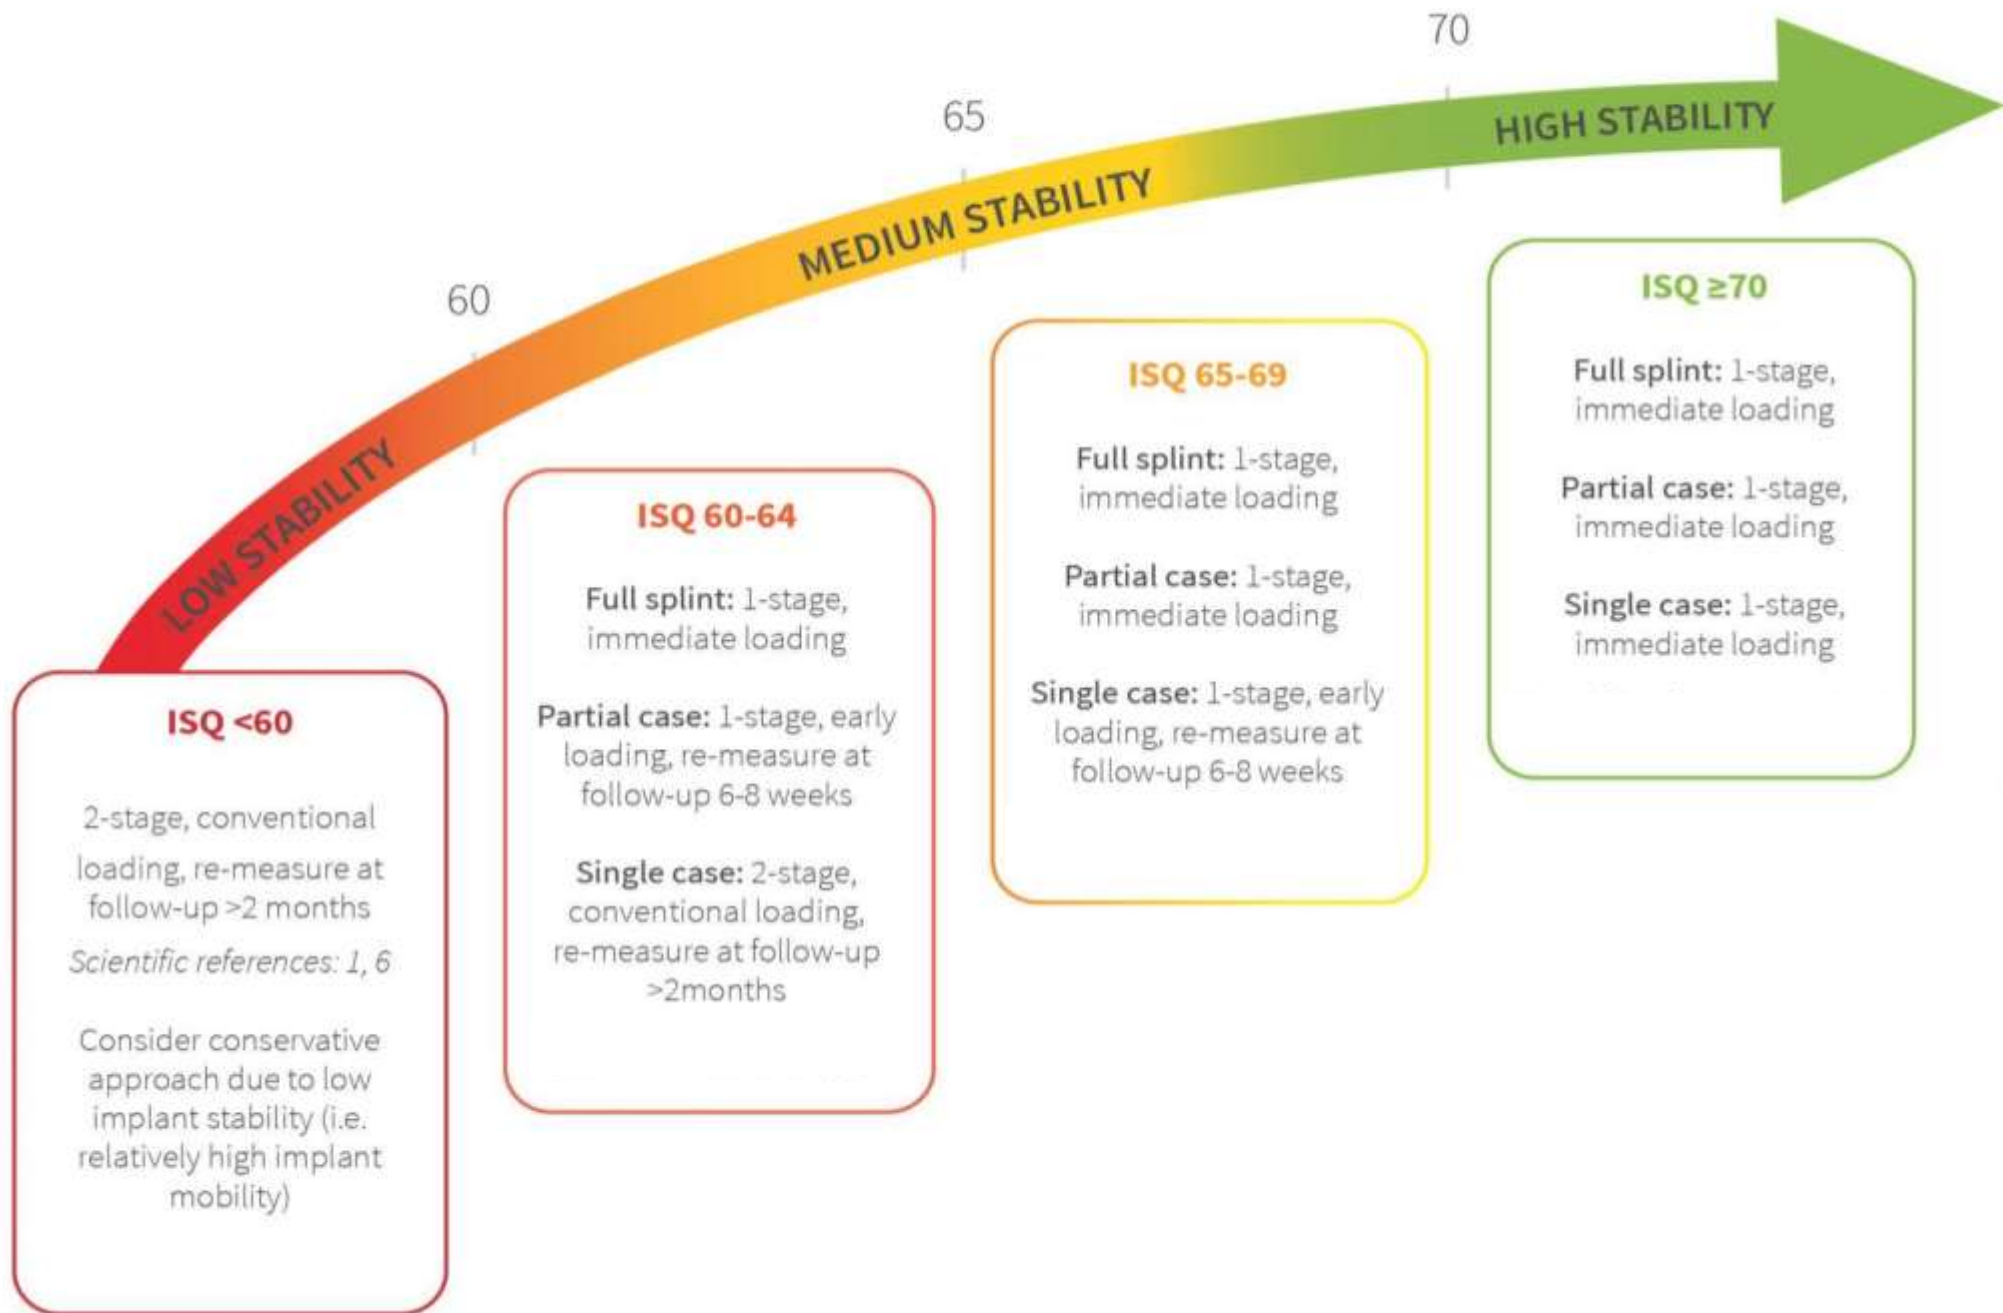 60
65
70
LOW STABILITY
MEDIUM STABILITY
HIGH STABILITY
ISQ <60
2-stage, conventional
loading, re-measure at
follow-up >2 months
Scientific references: 1, 6
Consider conservative
approach due to low
implant stability (i.e.
relatively high implant
mobility)
ISQ 60-64
Full splint: 1-stage,
immediate loading
Partial case: 1-stage, early
loading, re-measure at
follow-up 6-8 weeks
Single case: 2-stage,
conventional loading,
re-measure at follow-up
>2months
ISQ 65-69
Full splint: 1-stage,
immediate loading
Partial case: 1-stage,
immediate loading
Single case: 1-stage, early
loading, re-measure at
follow-up 6-8 weeks
ISQ ≥70
Full splint: 1-stage,
immediate loading
Partial case: 1-stage,
immediate loading
Single case: 1-stage,
immediate loading